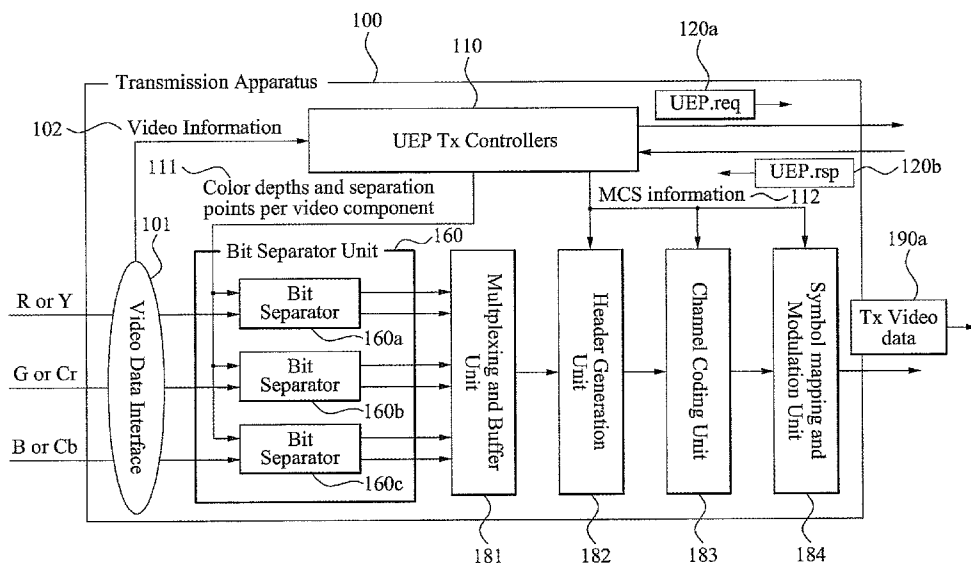 100
110
120a
Transmission Apparatus
UEP.req
102
Video Information
UEP Tx Controllers
111
Color depths and separation
points per video component
UEP.rsp
120b
MCS information
112
101
160
Bit Separator Unit
190a
Video Data Interface
R or Y
G or Cr
B or Cb
Bit
Separator
160a
Bit
Separator
160b
Bit
Separator
160c
Multiplexing and Buffer
Unit
Header Generation
Unit
Channel Coding Unit
Symbol mapping and
Modulation Unit
Tx Video
data
181
182
183
184